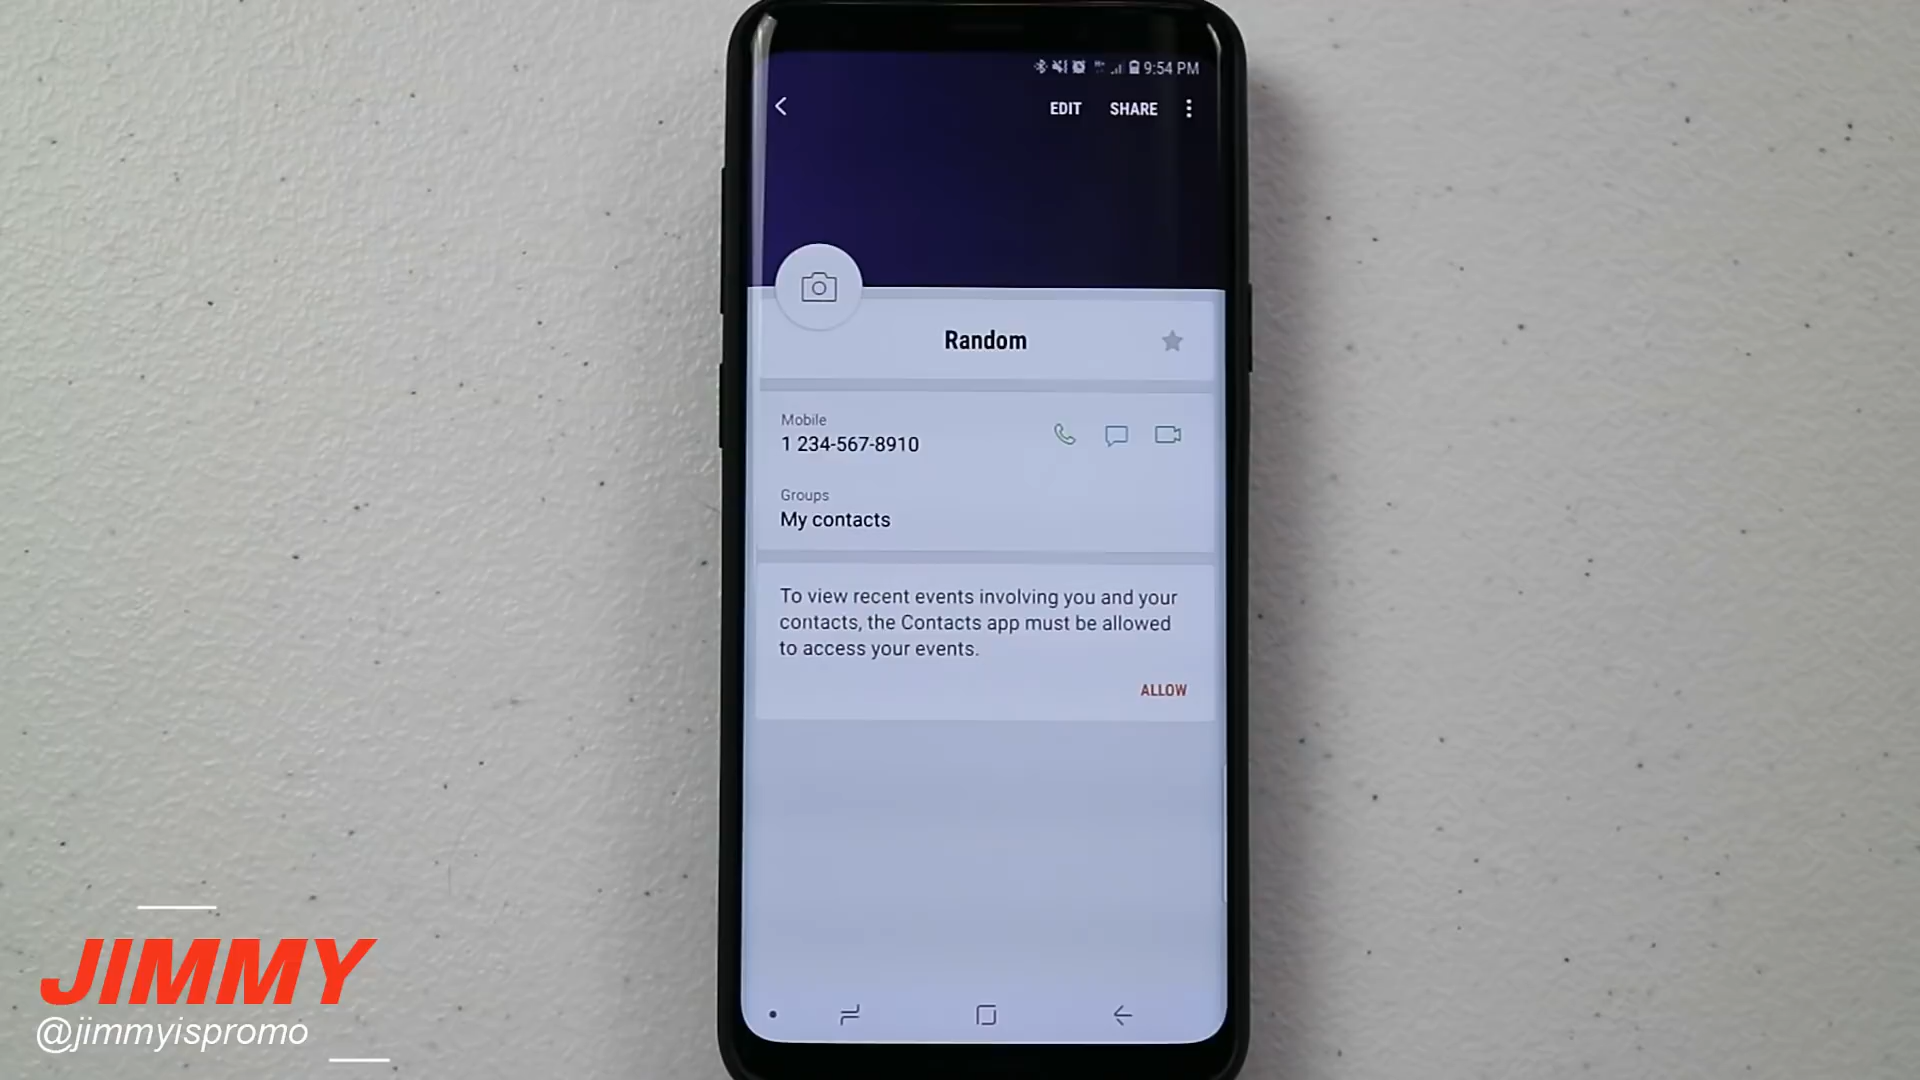 9:54 PM
EDIT SHARE
Random
Mobile
1 234-567-8910
Groups
My contacts
To view recent events involving you and your
contacts, the Contacts app must be allowed
to access your events.
ALLOW
JIMMY
@jimmyispromo